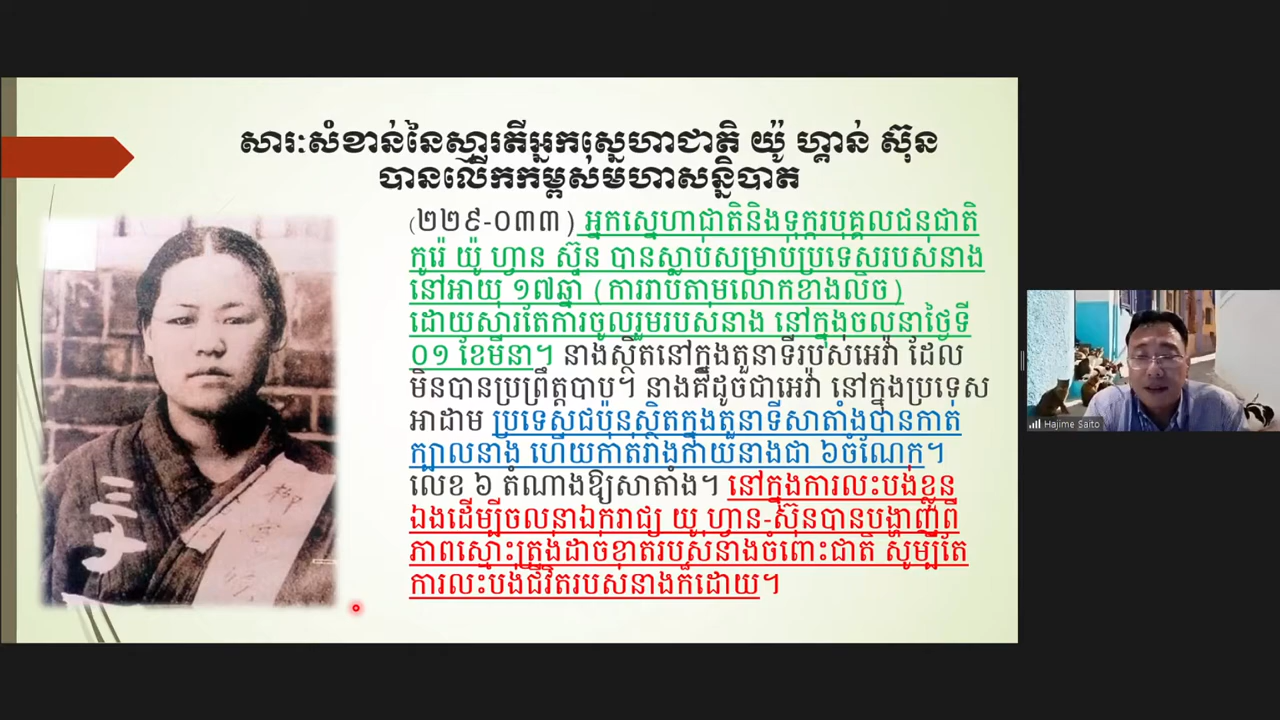 សារៈសំខាន់នៃស្មារតីអ្នកស្នេហាជាតិ យ៉ូ ហ្គាន់ ស៊ុន
បានលើកកម្ពស់មហាសន្និបាត
(២២៩-០៣៣) អ្នកស្នេហាជាតិនិងទុក្ករបុគ្គលជនជាតិ
កូរ៉េ យ៉ូ ហ្វាន ស៊ុន បានស្លាប់សម្រាប់ប្រទេសរបស់នាង
នៅអាយុ ១៧ឆ្នាំ (ការរាប់តាមលោកខាងលិច)
ដោយសារតែការចូលរួមរបស់នាង នៅក្នុងចលនាថ្ងៃទី
០១ ខែមីនា។ នាងស្ថិតនៅក្នុងតួនាទីរបស់អេវ៉ា ដែល
មិនបានប្រព្រឹត្តបាប។ នាងគឺដូចជាអេវ៉ា នៅក្នុងប្រទេស
អាដាម ប្រទេសជប៉ុនស្ថិតក្នុងតួនាទីសាតាំងបានកាត់
ក្បាលនាង ហើយកាត់រាងកាយនាងជា ៦ចំណែក។
លេខ ៦ តំណាងឱ្យសាតាំង។ នៅក្នុងការលះបង់ខ្លួន
ឯងដើម្បីចលនាឯករាជ្យ យូ ហ្វាន-ស៊ុនបានបង្ហាញពី
ភាពស្មោះត្រង់ដាច់ខាតរបស់នាងចំពោះជាតិ សូម្បីតែ
ការលះបង់ជីវិតរបស់នាងក៏ដោយ។
Hajime Saito